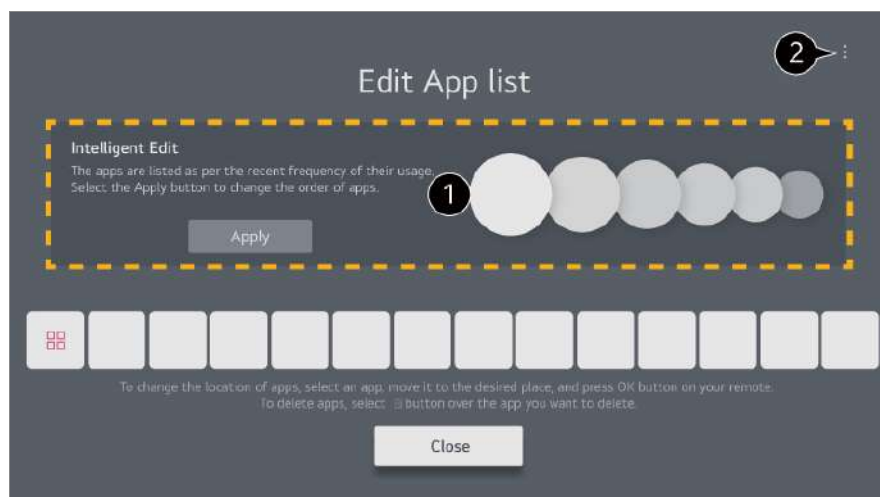 2
Edit App list
Intelligent Edit
The apps are listed as per the recent frequency of their usage.
Select the Apply button to change the order of apps.
1
Apply
To change the location of apps, select an app, move it to the desired place, and press OK button on your remote.
To delete apps, select button over the app you want to delete.
Close